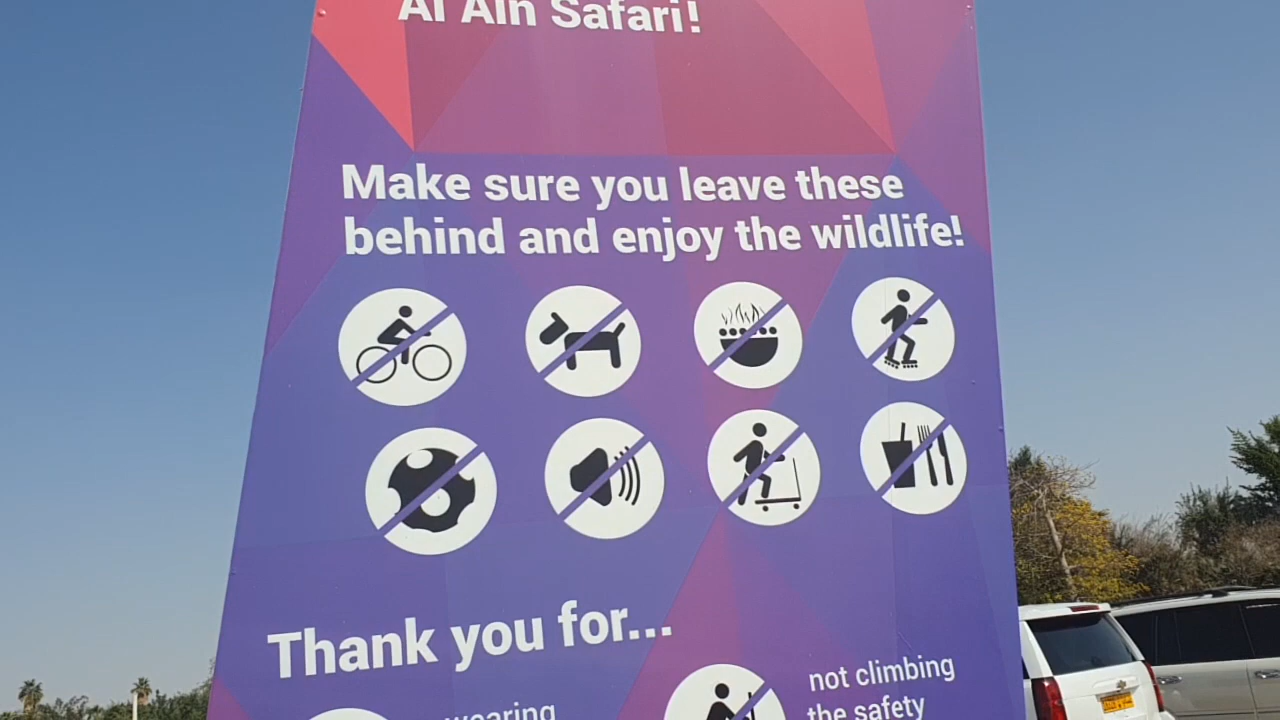 Al Ain Safari!
Make sure you leave these
behind and enjoy the wildlife!
Thank you for...
wearing
not climbing
the safety